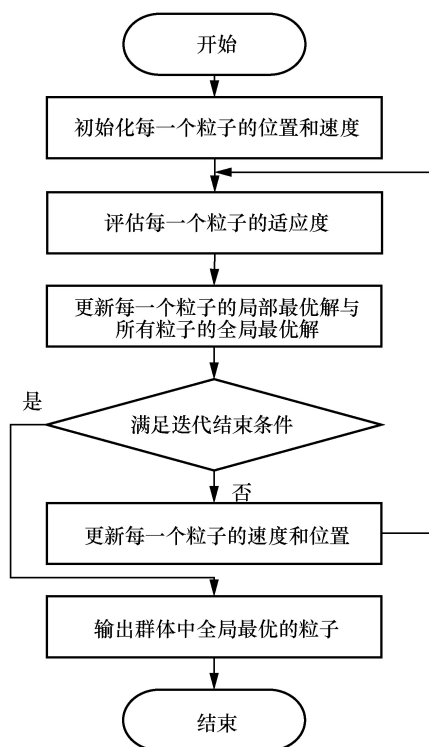 开始
初始化每一个粒子的位置和速度
评估每一个粒子的适应度
更新每一个粒子的局部最优解与
所有粒子的全局最优解
是
满足迭代结束条件
否
更新每一个粒子的速度和位置
输出群体中全局最优的粒子
结束